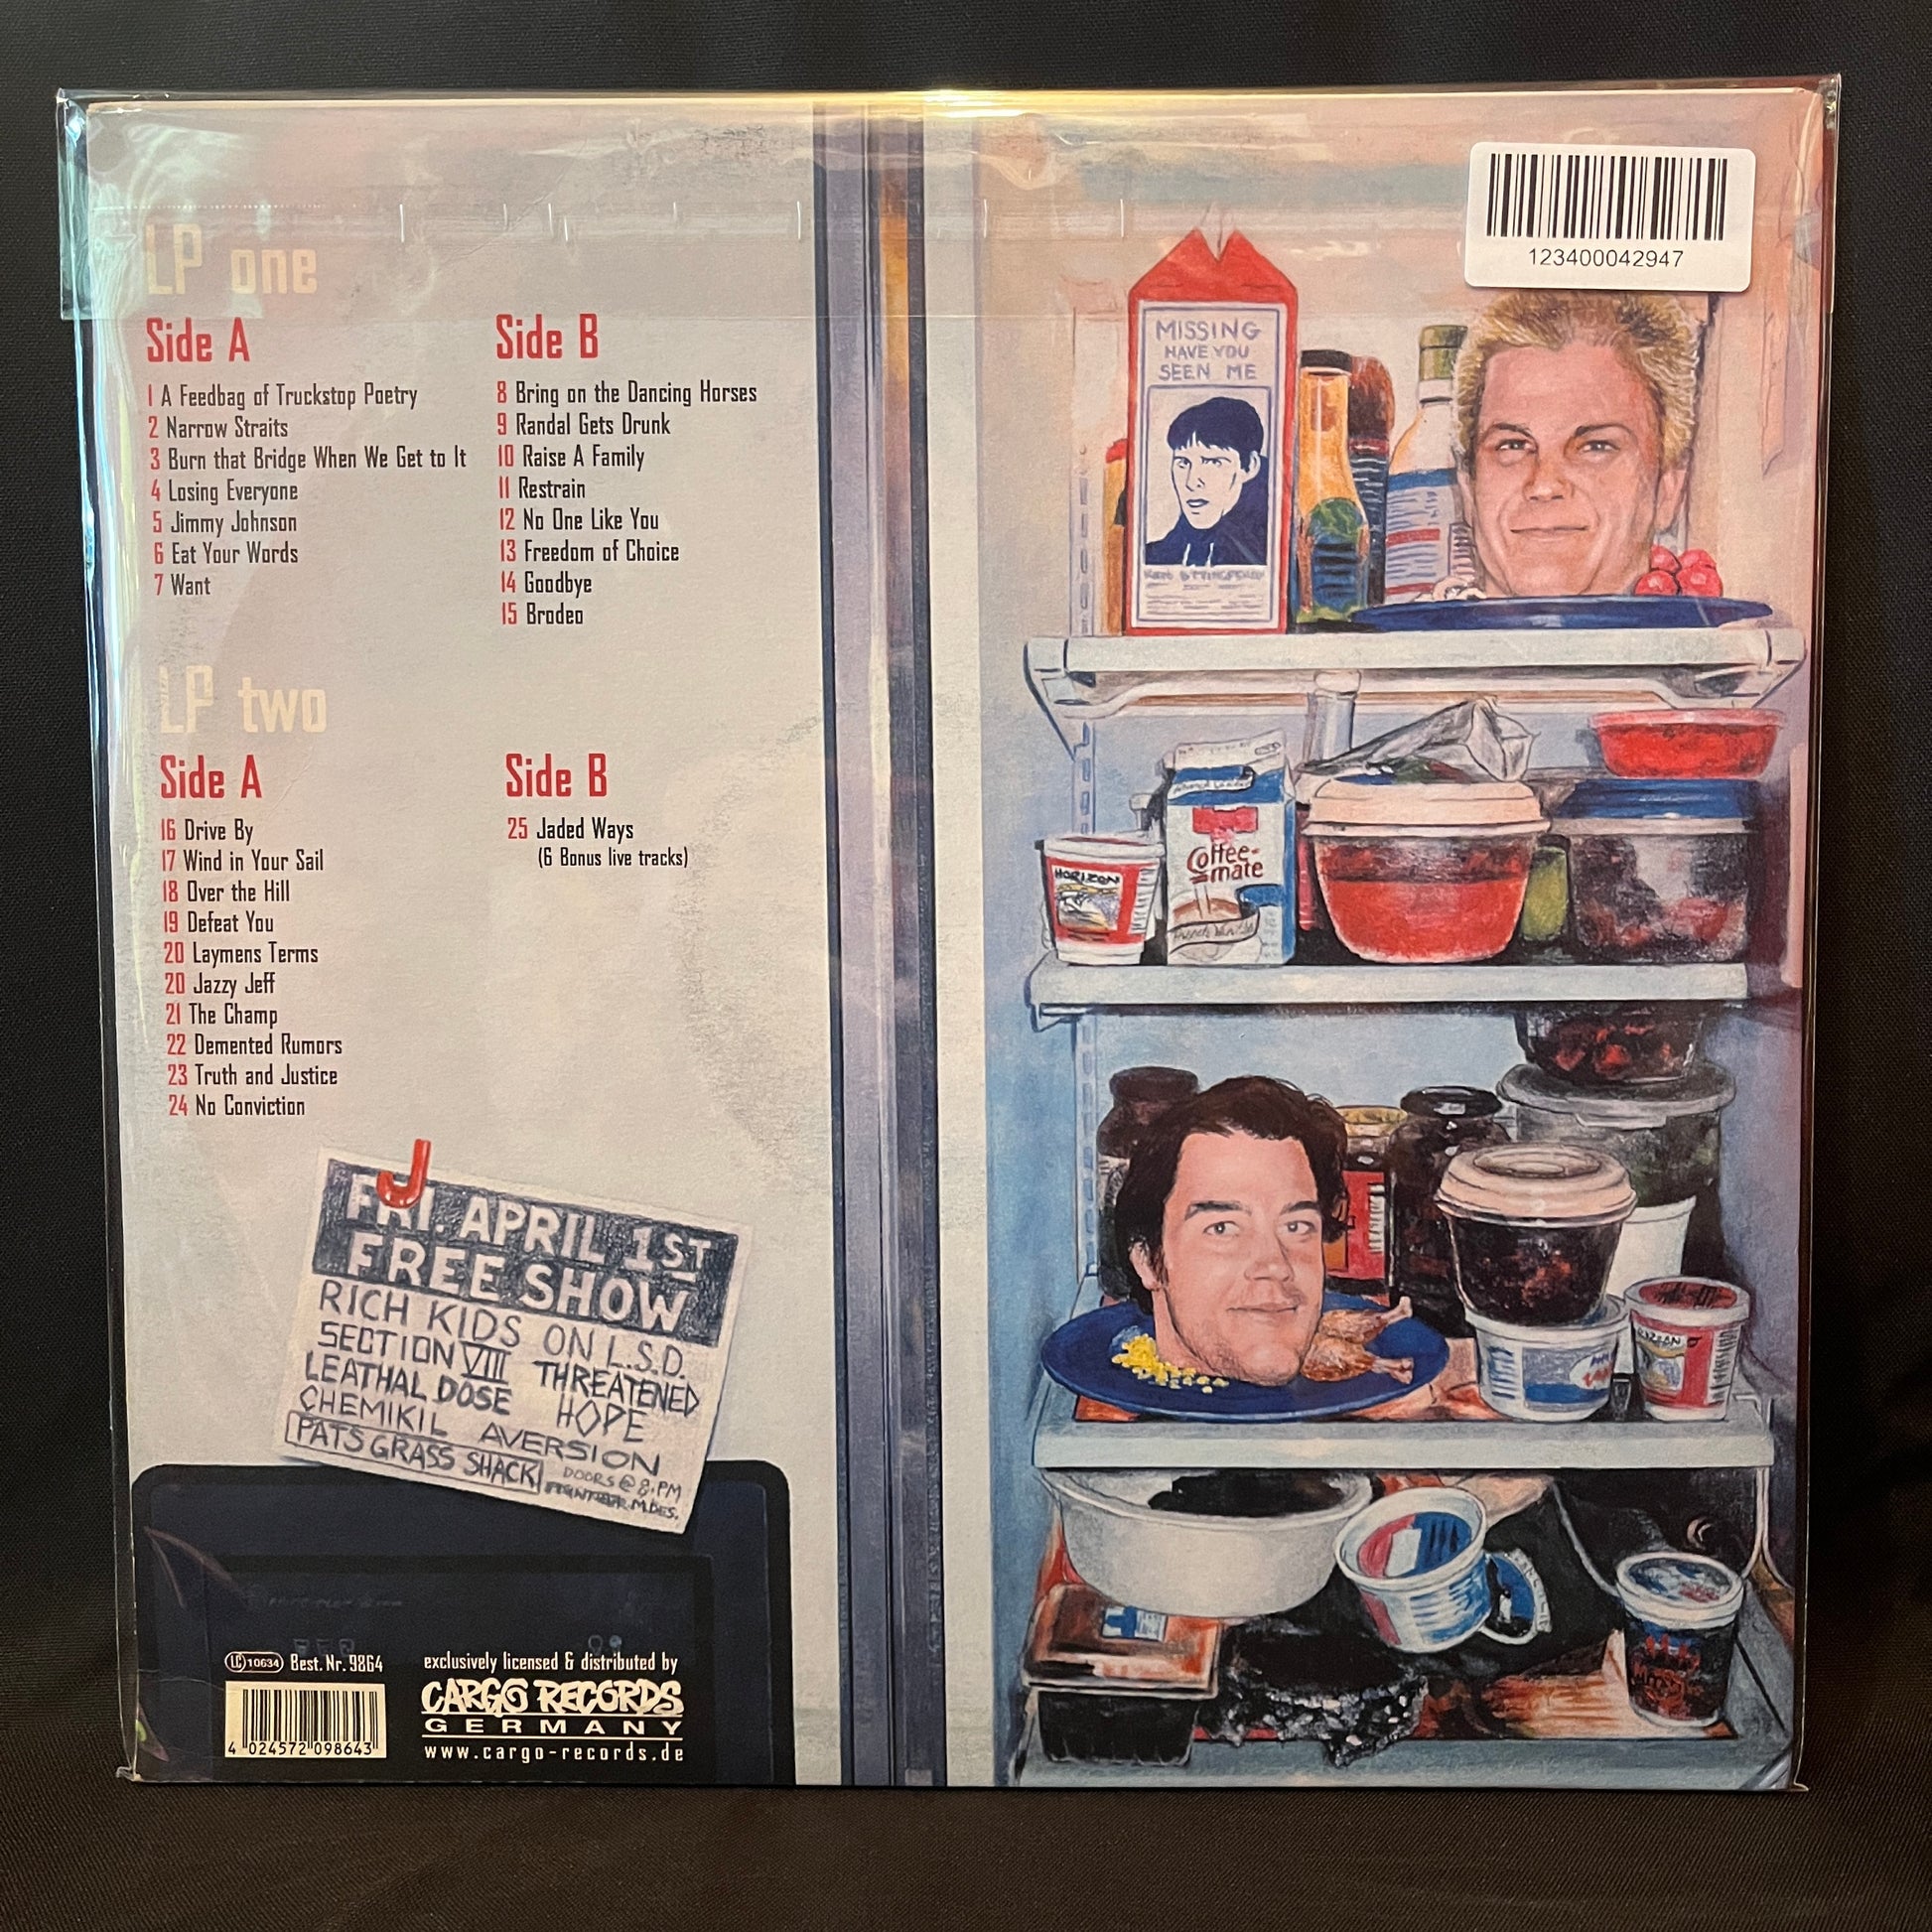 123400042947
LP one
Side A
1 A Feedbag of Truckstop Poetry
2 Narrow Straits
3 Burn that Bridge When We Get to It
4 Losing Everyone
5 Jimmy Johnson
6 Eat Your Words
7 Want
Side B
8 Bring on the Dancing Horses
9 Randal Gets Drunk
10 Raise A Family
11 Restrain
12 No One Like You
13 Freedom of Choice
14 Goodbye
15 Brodeo
LP two
Side A
16 Drive By
17 Wind in Your Sail
18 Over the Hill
19 Defeat You
20 Laymens Terms
20 Jazzy Jeff
21 The Champ
22 Demented Rumors
23 Truth and Justice
24 No Conviction
Side B
25 Jaded Ways
(6 Bonus live tracks)
FRI. APRIL 1ST
FREE SHOW
RICH KIDS ON L.S.D.
SECTION VIII THREATENED
LEATHAL DOSE HOPE
CHEMIKIL AVERSION
PATS GRASS SHACK
DOORS @ 8.PM
LC 10634
Best. Nr. 9864
4 024572 098643
exclusively licensed & distributed by
CARGO RECORDS
GERMANY
www.cargo-records.de
MISSING
HAVE YOU
SEEN ME
HORIZON
Coffee-
mate